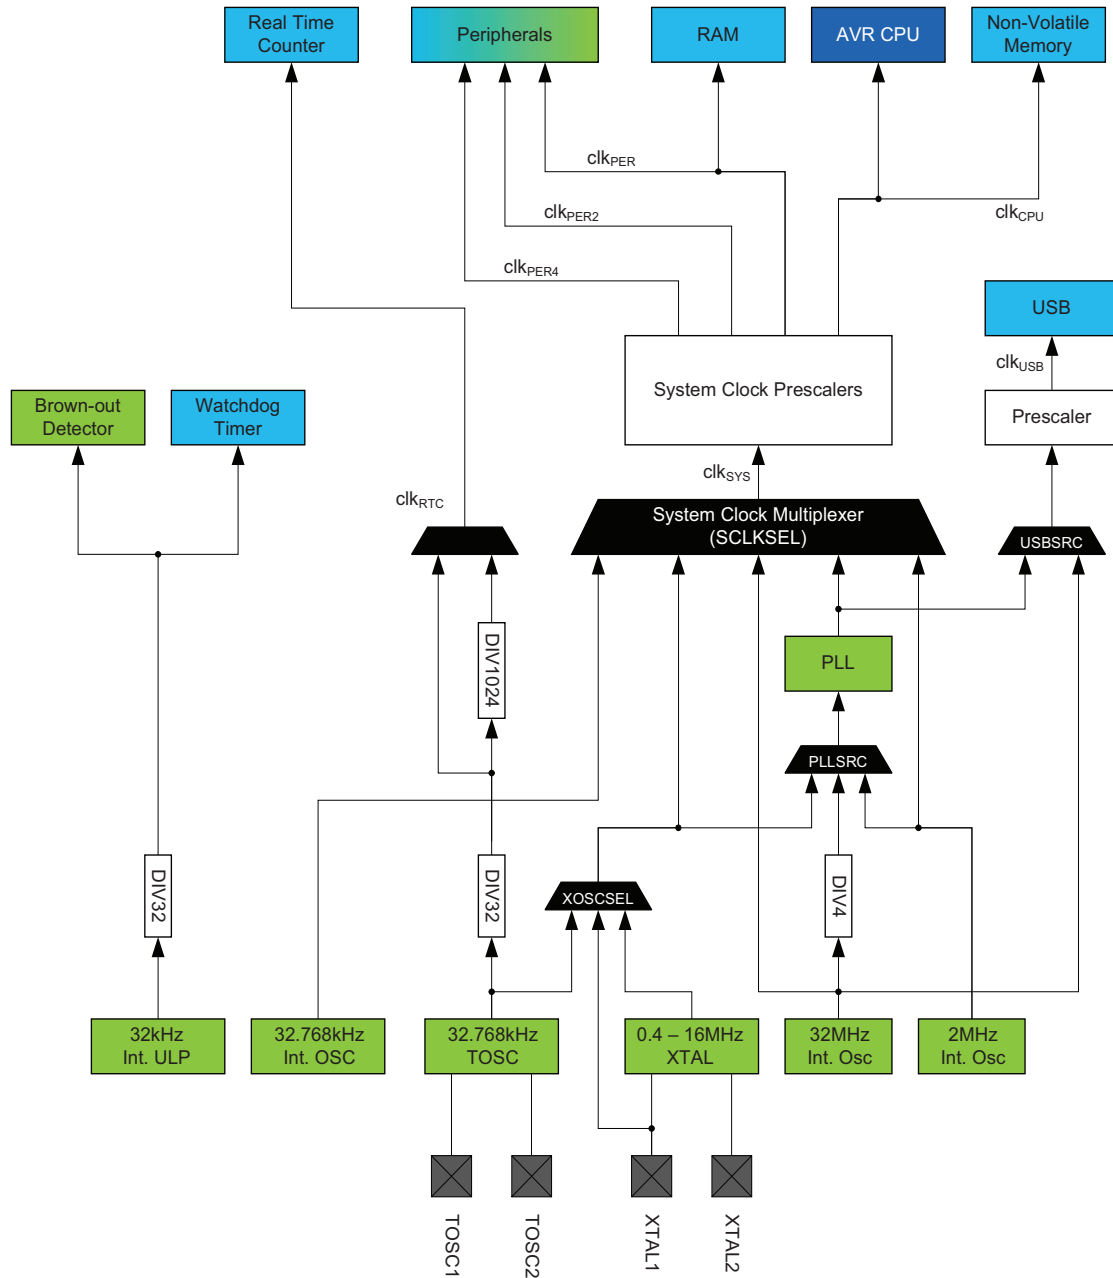 Real Time
Counter
Peripherals
RAM
AVR CPU
Non-Volatile
Memory
clkPER
clkPER2
clkCPU
clkPER4
USB
clkUSB
System Clock Prescalers
Prescaler
Brown-out
Detector
Watchdog
Timer
clkSYS
clkRTC
System Clock Multiplexer
(SCLKSEL)
USBSRC
DIV1024
PLL
PLLSRC
DIV32
DIV32
XOSCSEL
DIV4
32kHz
Int. ULP
32.768kHz
Int. OSC
32.768kHz
TOSC
0.4 – 16MHz
XTAL
32MHz
Int. Osc
2MHz
Int. Osc
TOSC1
TOSC2
XTAL1
XTAL2